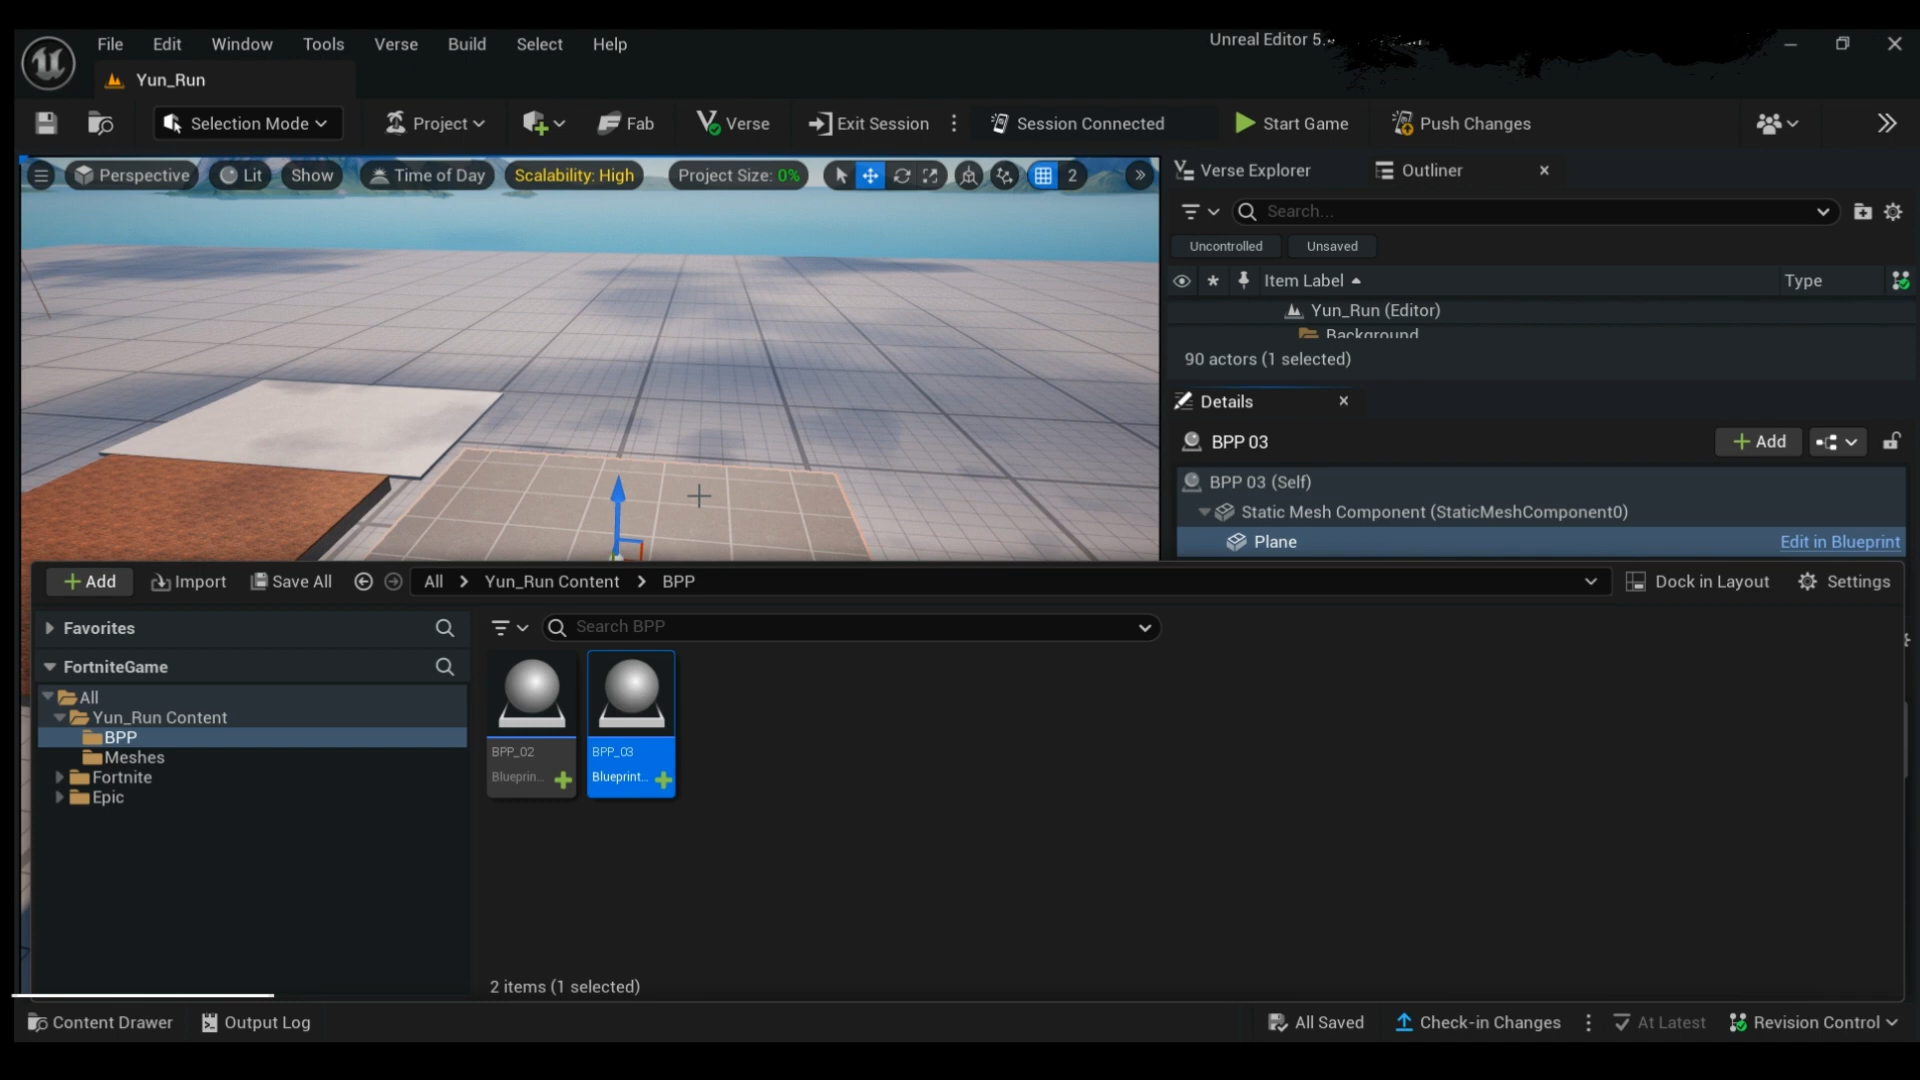 File Edit Window Tools Verse Build Select Help
Unreal Editor 5.
Yun_Run
Selection Mode Project Fab Verse Exit Session Session Connected Start Game Push Changes
Perspective Lit Show Time of Day Scalability: High Project Size: 0% 2
Verse Explorer Outliner
Search...
Uncontrolled Unsaved
Item Label Type
Yun_Run (Editor)
Background
90 actors (1 selected)
Details
BPP 03 Add
BPP 03 (Self)
Static Mesh Component (StaticMeshComponent0)
Plane Edit in Blueprint
Add Import Save All All > Yun_Run Content > BPP Dock in Layout Settings
Favorites
Search BPP
FortniteGame
All
Yun_Run Content
BPP
Meshes
Fortnite
Epic
BPP_02
Blueprin...
BPP_03
Blueprint...
2 items (1 selected)
Content Drawer Output Log All Saved Check-in Changes At Latest Revision Control